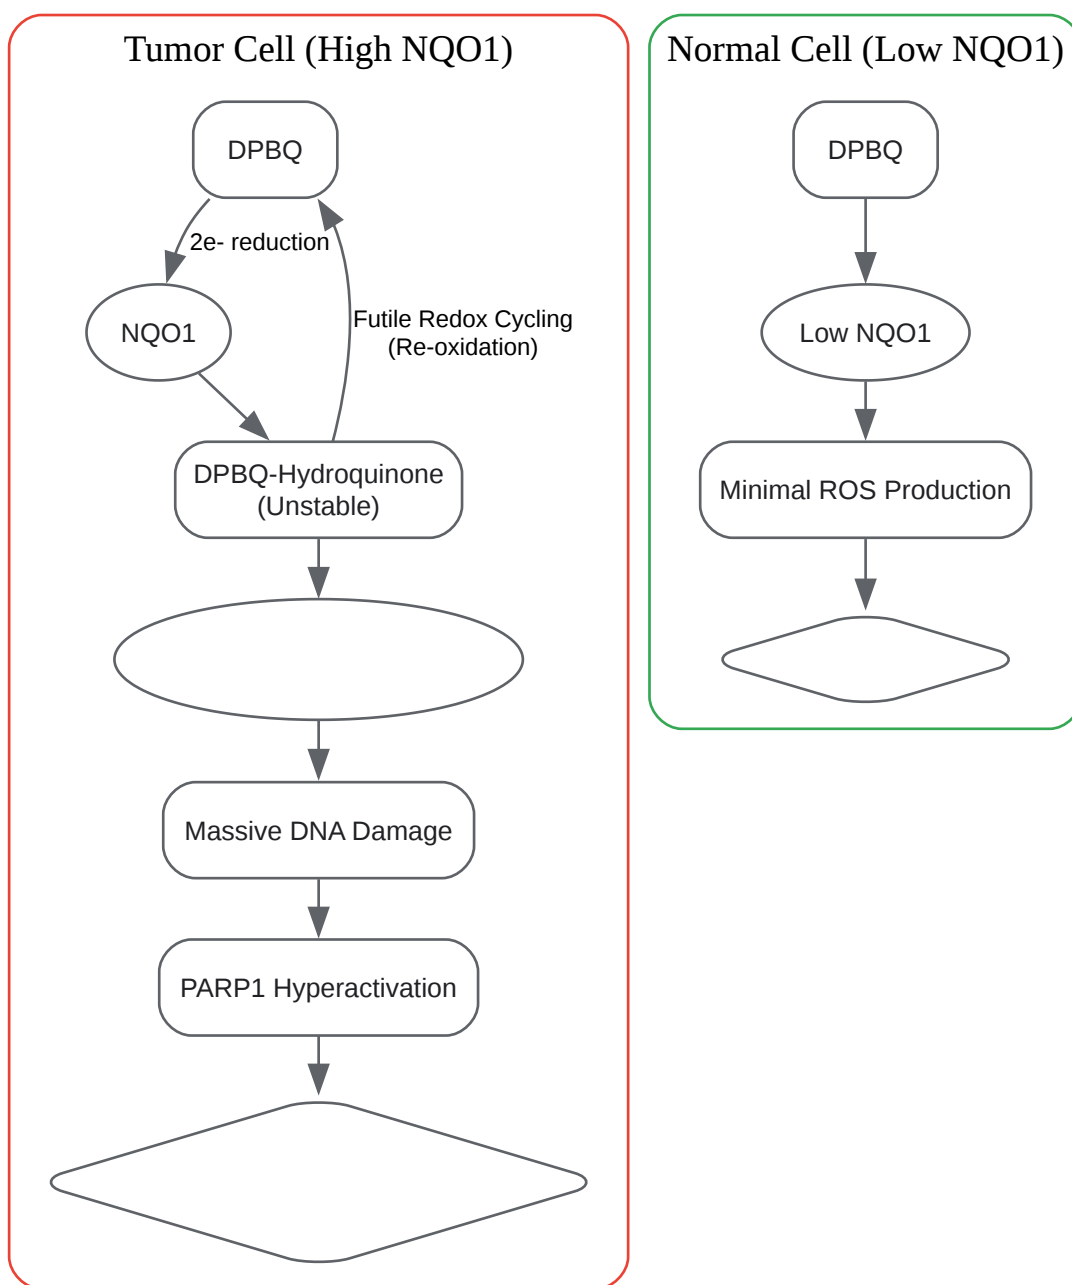 Tumor Cell (High NQO1)
DPBQ
2e- reduction
NQO1
Futile Redox Cycling
(Re-oxidation)
DPBQ-Hydroquinone
(Unstable)
Massive DNA Damage
PARP1 Hyperactivation
Normal Cell (Low NQO1)
DPBQ
Low NQO1
Minimal ROS Production